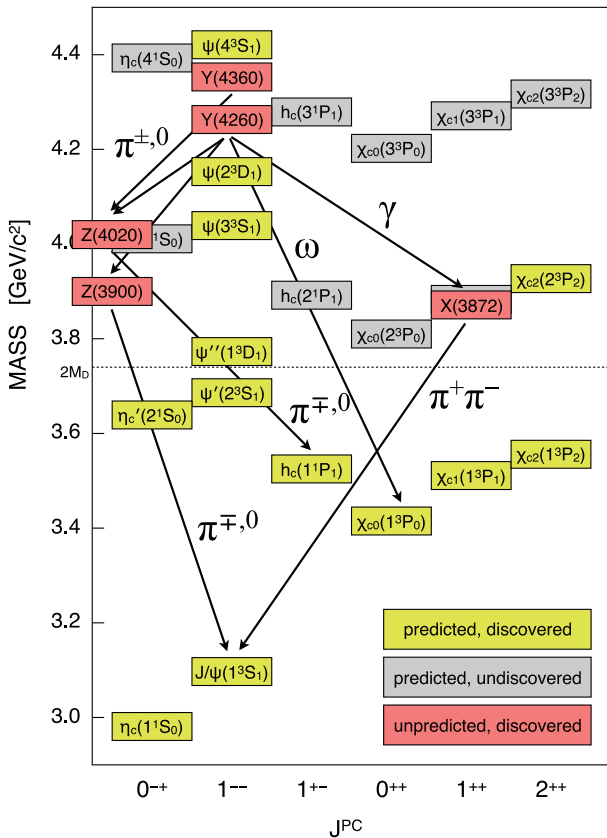 4.4
4.2
4.0
3.8
3.6
3.4
3.2
3.0
MASS [GeV/c²]
2M_D
ψ(4³S₁)
η_c(4¹S₀)
Y(4360)
Y(4260)
h_c(3¹P₁)
χ_c0(3³P₀)
χ_c1(3³P₁)
χ_c2(3³P₂)
π±,0
ψ(2³D₁)
γ
Z(4020)
¹S₀)
ψ(3³S₁)
ω
Z(3900)
h_c(2¹P₁)
X(3872)
χ_c2(2³P₂)
χ_c0(2³P₀)
ψ''(1³D₁)
ψ'(2³S₁)
η_c'(2¹S₀)
π∓,0
π⁺π⁻
h_c(1¹P₁)
χ_c1(1³P₁)
χ_c2(1³P₂)
χ_c0(1³P₀)
π∓,0
J/ψ(1³S₁)
η_c(1¹S₀)
predicted, discovered
predicted, undiscovered
unpredicted, discovered
0⁻⁺
1⁻⁻
1⁺⁻
0⁺⁺
1⁺⁺
2⁺⁺
J^PC